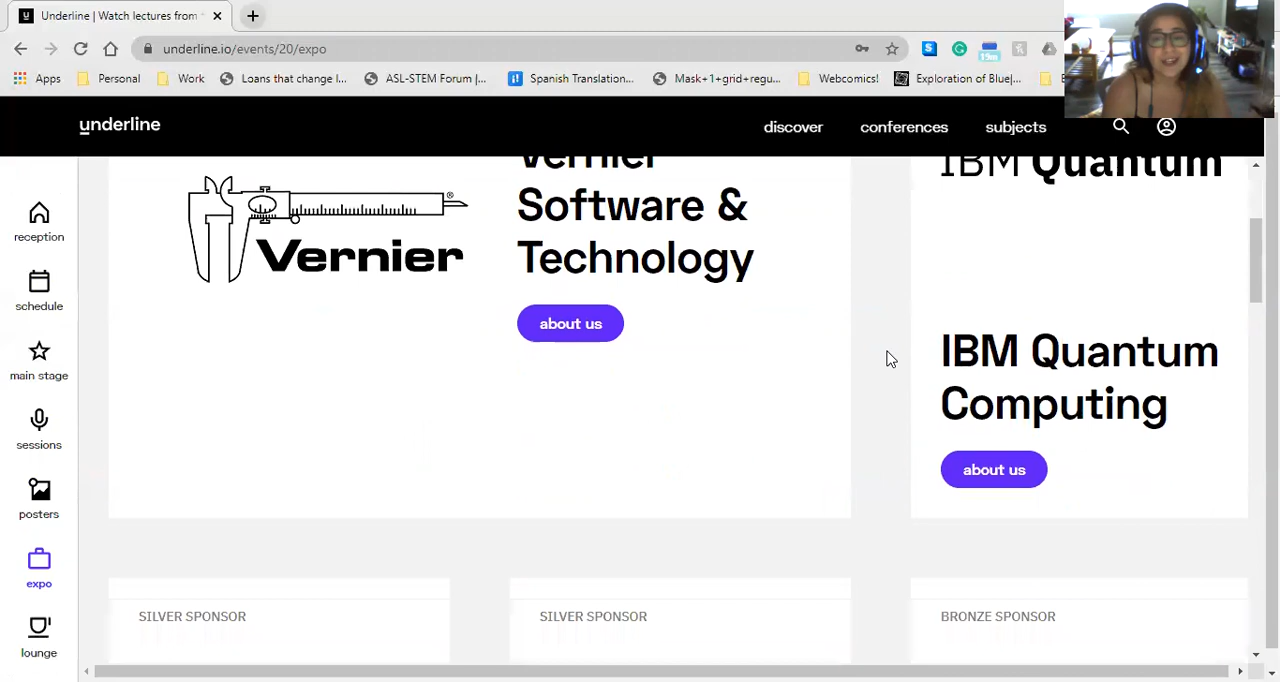 Underline | Watch lectures from
underline.io/events/20/expo
Apps Personal Work Loans that change l... ASL-STEM Forum |... Spanish Translation... Mask+1+grid+regu... Webcomics! Exploration of Blue|...
underline
discover conferences subjects
reception
schedule
main stage
sessions
posters
expo
lounge
Vernier
Vernier
Software &
Technology
about us
IBM Quantum
IBM Quantum
Computing
about us
SILVER SPONSOR
SILVER SPONSOR
BRONZE SPONSOR